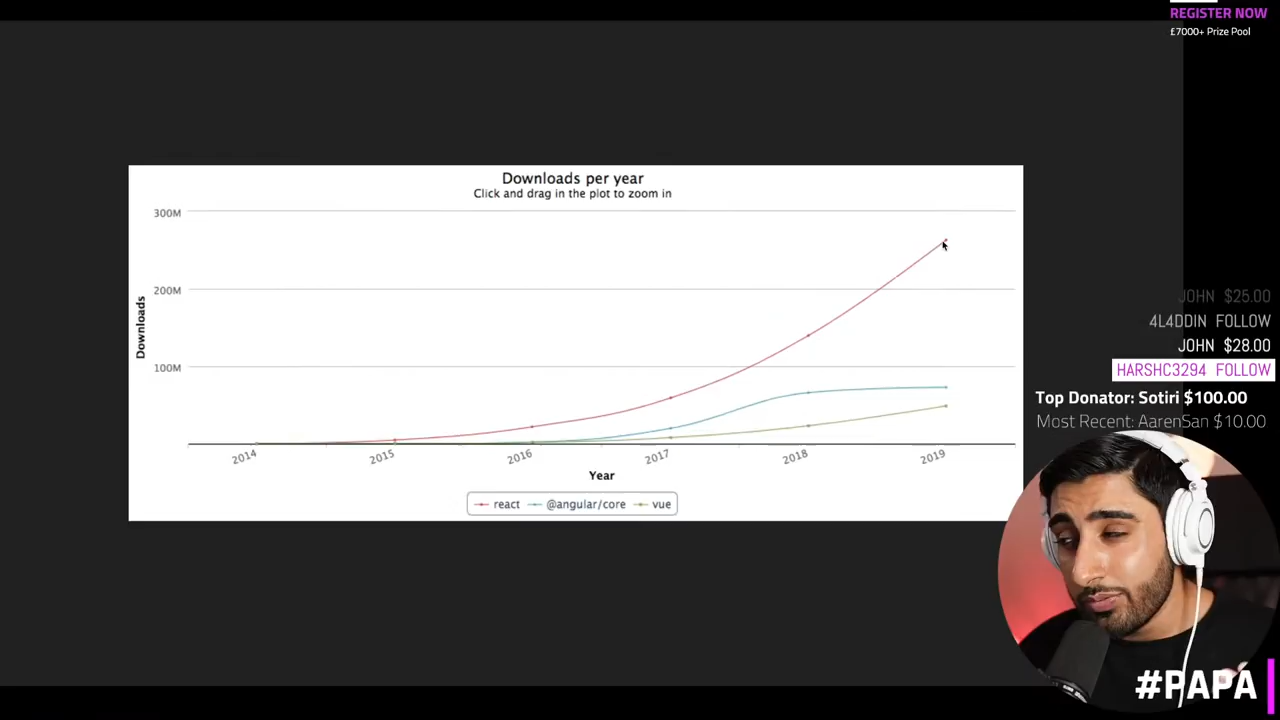 REGISTER NOW
£7000+ Prize Pool
Downloads per year
Click and drag in the plot to zoom in
300M
200M
100M
Downloads
2014
2015
2016
2017
2018
2019
Year
react
@angular/core
vue
JOHN $25.00
4L4DDIN FOLLOW
JOHN $28.00
HARSHC3294 FOLLOW
Top Donator: Sotiri $100.00
Most Recent: AarenSan $10.00
#PAPA